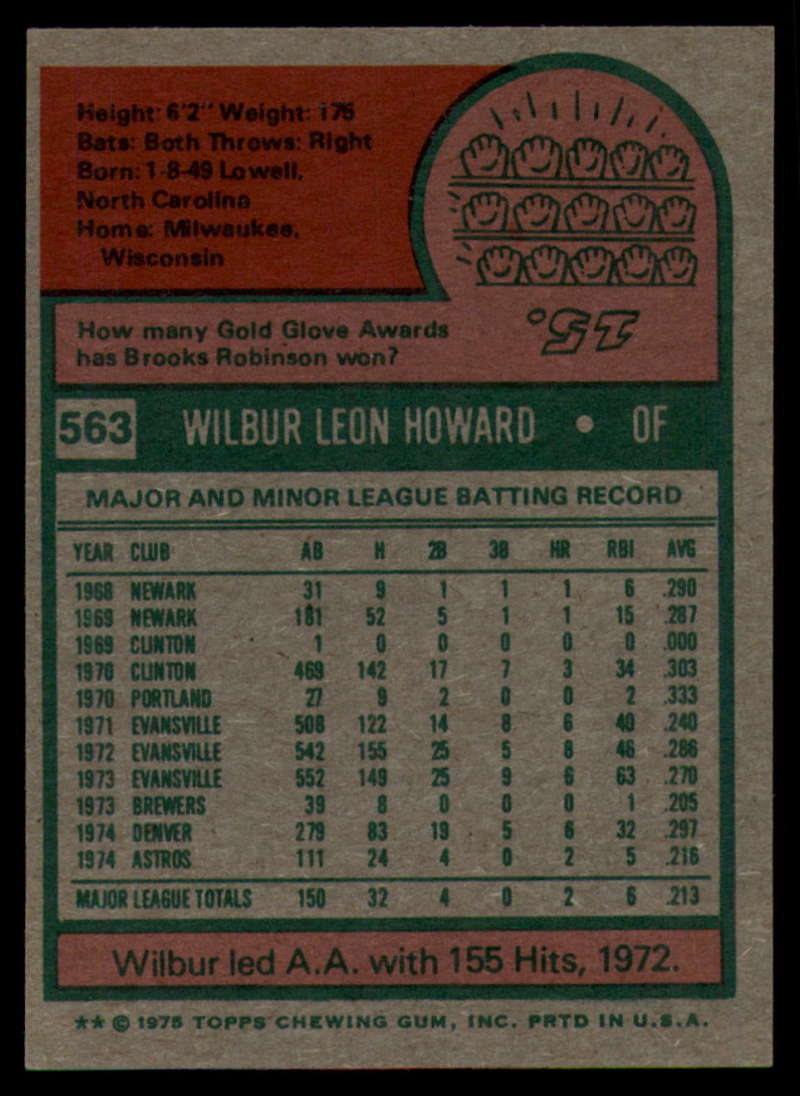 Height: 6'2" Weight: 175
Bats: Both Throws: Right
Born: 1-8-49 Lowell,
North Carolina
Home: Milwaukee,
Wisconsin
How many Gold Glove Awards
has Brooks Robinson won?
15.
563 WILBUR LEON HOWARD • OF
MAJOR AND MINOR LEAGUE BATTING RECORD
YEAR CLUB AB H 2B 3B HR RBI AVG
1968 NEWARK 31 9 1 1 1 6 .290
1969 NEWARK 181 52 5 1 1 15 .287
1969 CLINTON 1 0 0 0 0 0 .000
1970 CLINTON 469 142 17 7 3 34 .303
1970 PORTLAND 27 9 2 0 0 2 .333
1971 EVANSVILLE 508 122 14 8 6 40 .240
1972 EVANSVILLE 542 155 25 5 8 46 .286
1973 EVANSVILLE 552 149 25 9 6 63 .270
1973 BREWERS 39 8 0 0 0 1 .205
1974 DENVER 279 83 19 5 6 32 .297
1974 ASTROS 111 24 4 0 2 5 .216
MAJOR LEAGUE TOTALS 150 32 4 0 2 6 .213
Wilbur led A.A. with 155 Hits, 1972.
** © 1975 TOPPS CHEWING GUM, INC. PRTD IN U.S.A.